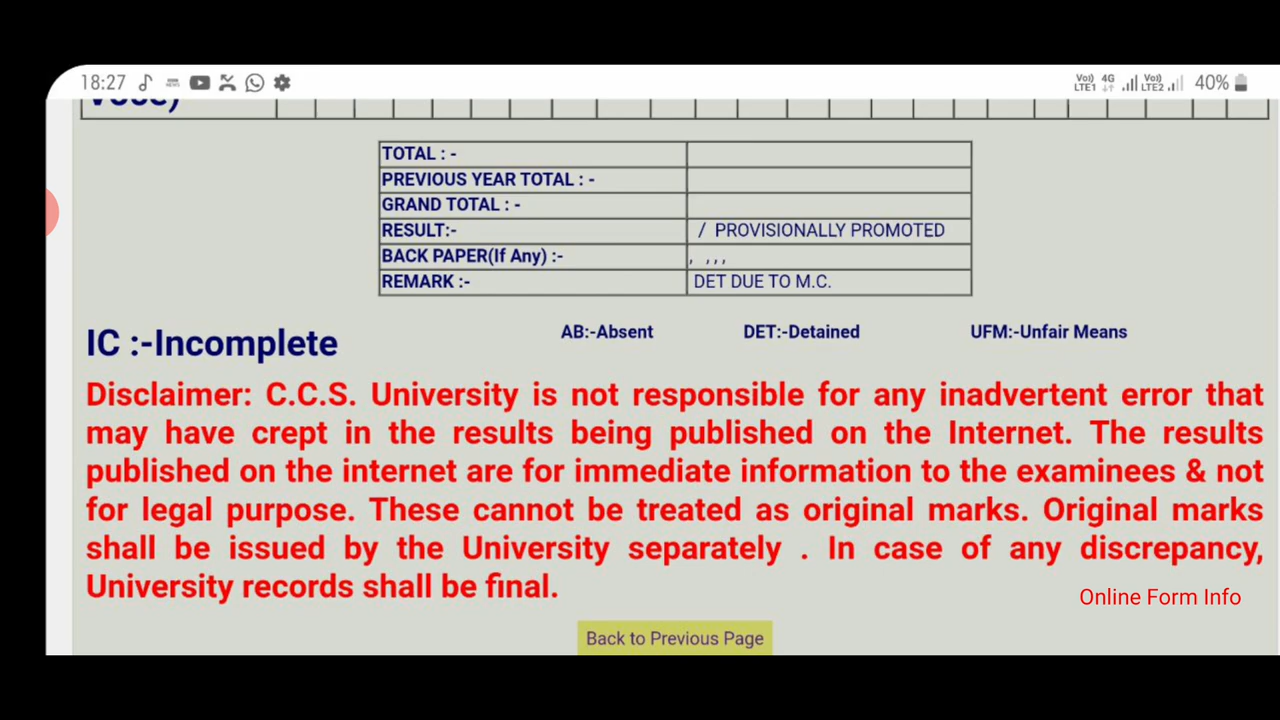 18:27
Vo)) LTE1 4G Vo)) LTE2 40%
TOTAL : -
PREVIOUS YEAR TOTAL : -
GRAND TOTAL : -
RESULT:- / PROVISIONALLY PROMOTED
BACK PAPER(If Any) :- , , , ,
REMARK :- DET DUE TO M.C.
IC :-Incomplete AB:-Absent DET:-Detained UFM:-Unfair Means
Disclaimer: C.C.S. University is not responsible for any inadvertent error that
may have crept in the results being published on the Internet. The results
published on the internet are for immediate information to the examinees & not
for legal purpose. These cannot be treated as original marks. Original marks
shall be issued by the University separately . In case of any discrepancy,
University records shall be final.
Online Form Info
Back to Previous Page